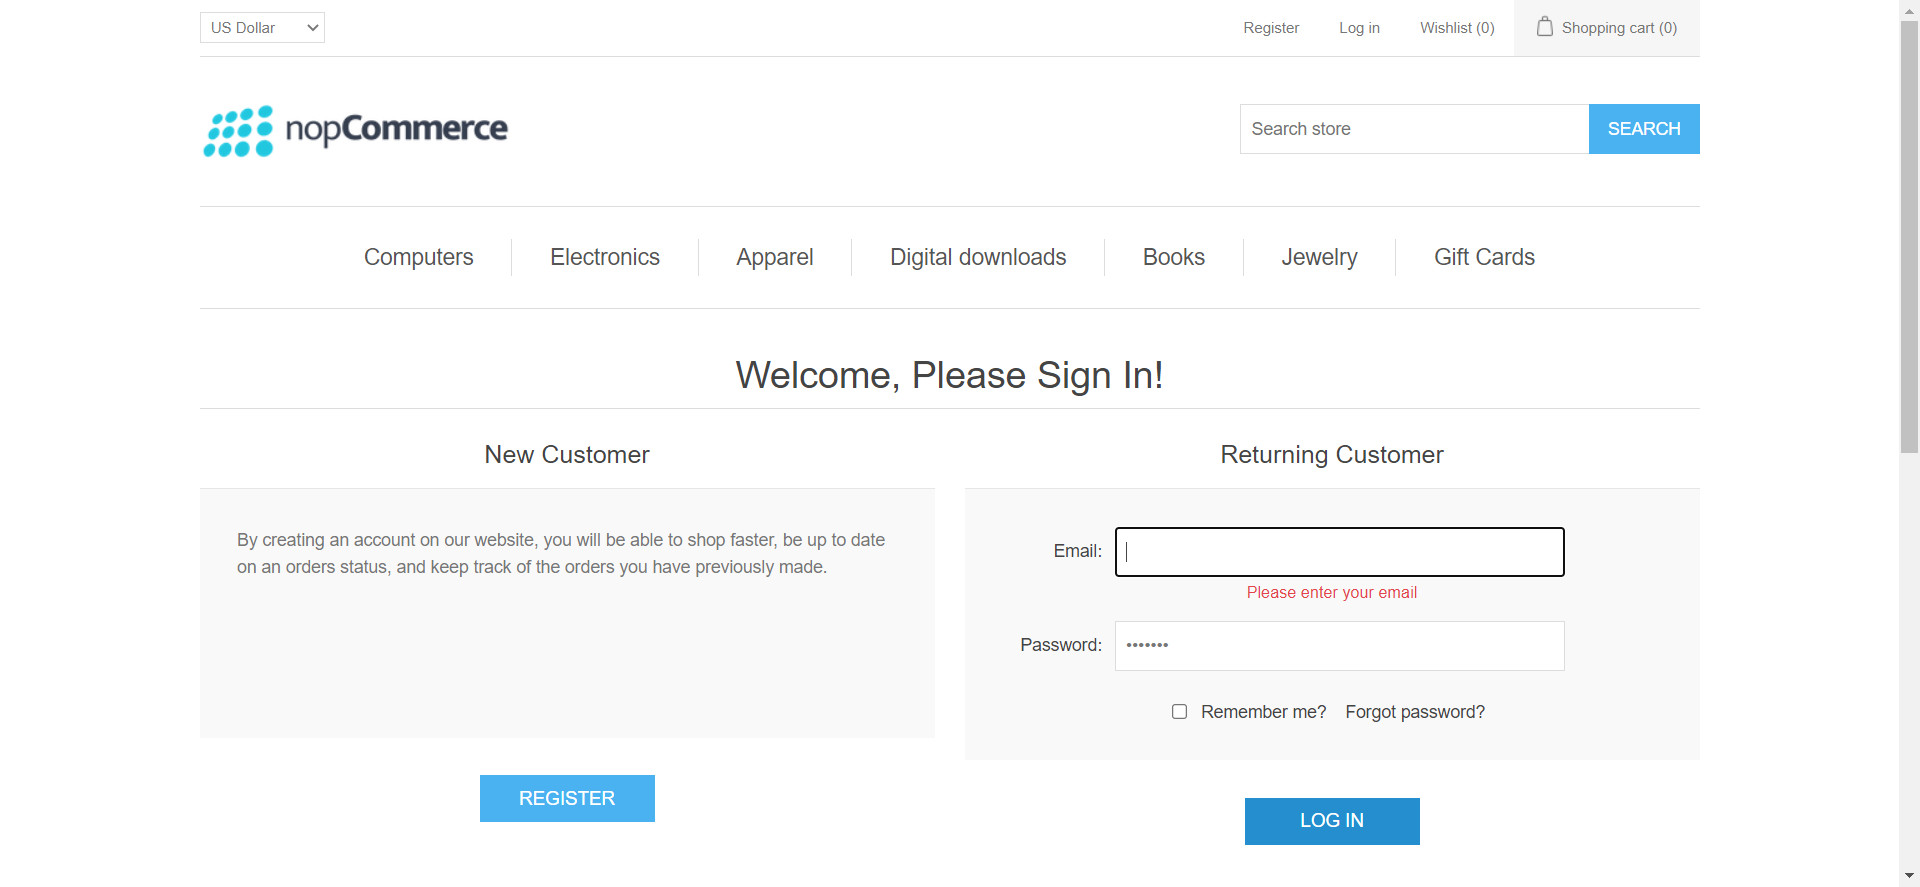 US Dollar
Register
Log in
Wishlist (0)
Shopping cart (0)
nopCommerce
Search store
SEARCH
Computers
Electronics
Apparel
Digital downloads
Books
Jewelry
Gift Cards
Welcome, Please Sign In!
New Customer
By creating an account on our website, you will be able to shop faster, be up to date
on an orders status, and keep track of the orders you have previously made.
REGISTER
Returning Customer
Email:
Please enter your email
Password:
•••••••
Remember me?
Forgot password?
LOG IN